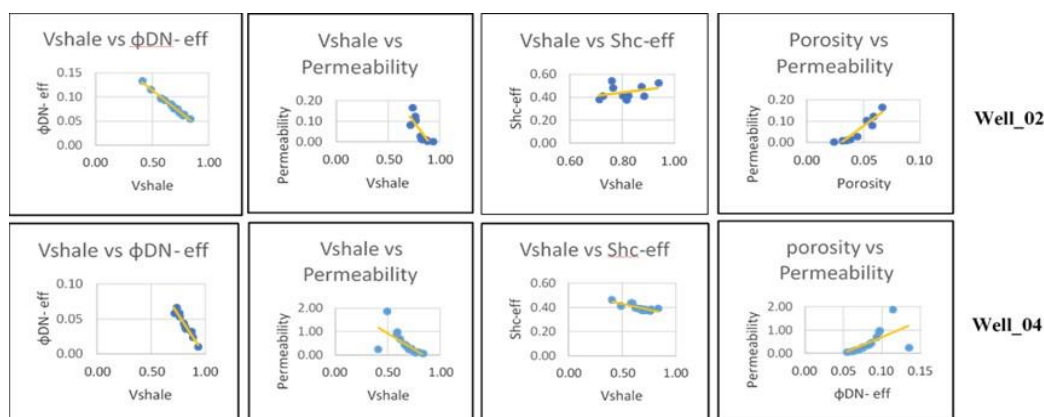 Vshale vs ϕDN- eff
ϕDN- eff
0.15
0.10
0.05
0.00
0.00 0.50 1.00
Vshale
Vshale vs
Permeability
Permeability
0.20
0.10
0.00
0.00 0.50 1.00
Vshale
Vshale vs Shc-eff
Shc-eff
0.60
0.40
0.20
0.00
0.60 0.80 1.00
Vshale
Porosity vs
Permeability
Permeability
0.20
0.10
0.00
0.00 0.05 0.10
Porosity
Well_02
Vshale vs ϕDN- eff
ϕDN- eff
0.10
0.05
0.00
0.00 0.50 1.00
Vshale
Vshale vs
Permeability
Permeability
2.00
1.00
0.00
0.00 0.50 1.00
Vshale
Vshale vs Shc-eff
Shc-eff
0.60
0.40
0.20
0.00
0.00 0.50 1.00
Vshale
porosity vs
Permeability
Permeability
2.00
1.00
0.00
0.00 0.05 0.10 0.15
ϕDN- eff
Well_04